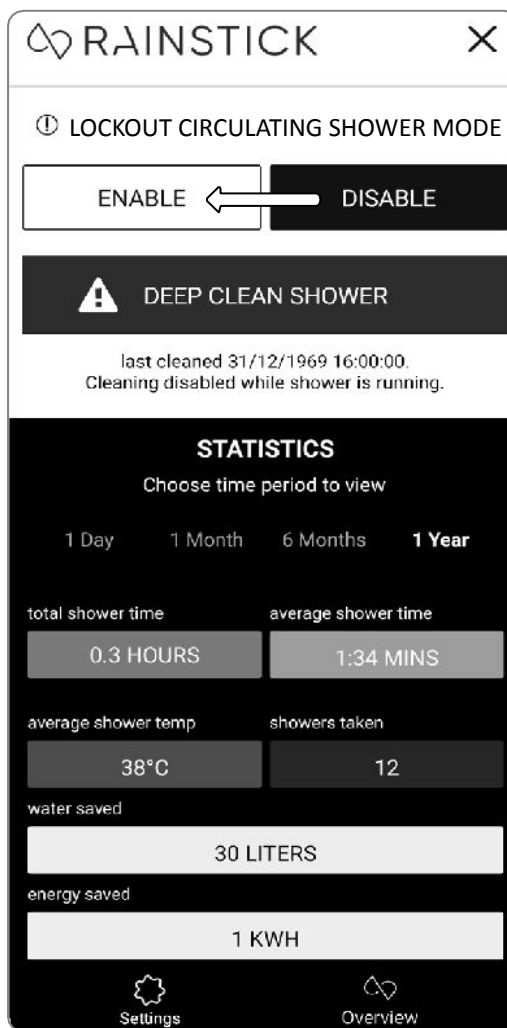 RAINSTICK
LOCKOUT CIRCULATING SHOWER MODE
ENABLE DISABLE
DEEP CLEAN SHOWER
last cleaned 31/12/1969 16:00:00.
Cleaning disabled while shower is running.
STATISTICS
Choose time period to view
1 Day 1 Month 6 Months 1 Year
total shower time average shower time
0.3 HOURS 1:34 MINS
average shower temp showers taken
38°C 12
water saved
30 LITERS
energy saved
1 KWH
Settings Overview